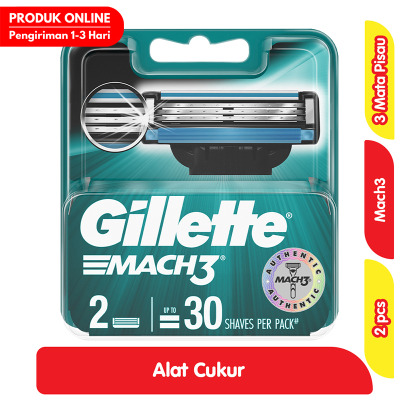 PRODUK ONLINE
Pengiriman 1-3 Hari
3 Mata Pisau
Mach3
2 pcs
Gillette®
MACH3®
2
UP TO
=30
SHAVES PER PACK#
AUTHENTIC
MACH3
AUTHENTIC
Alat Cukur